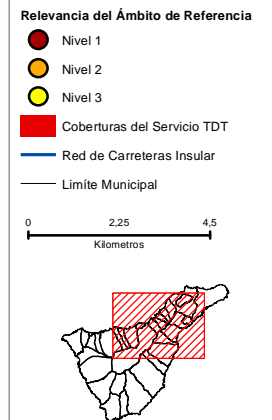 Relevancia del Ámbito de Referencia
Nivel 1
Nivel 2
Nivel 3
Coberturas del Servicio TDT
Red de Carreteras Insular
Limíte Municipal
0 2,25 4,5
Kilometros